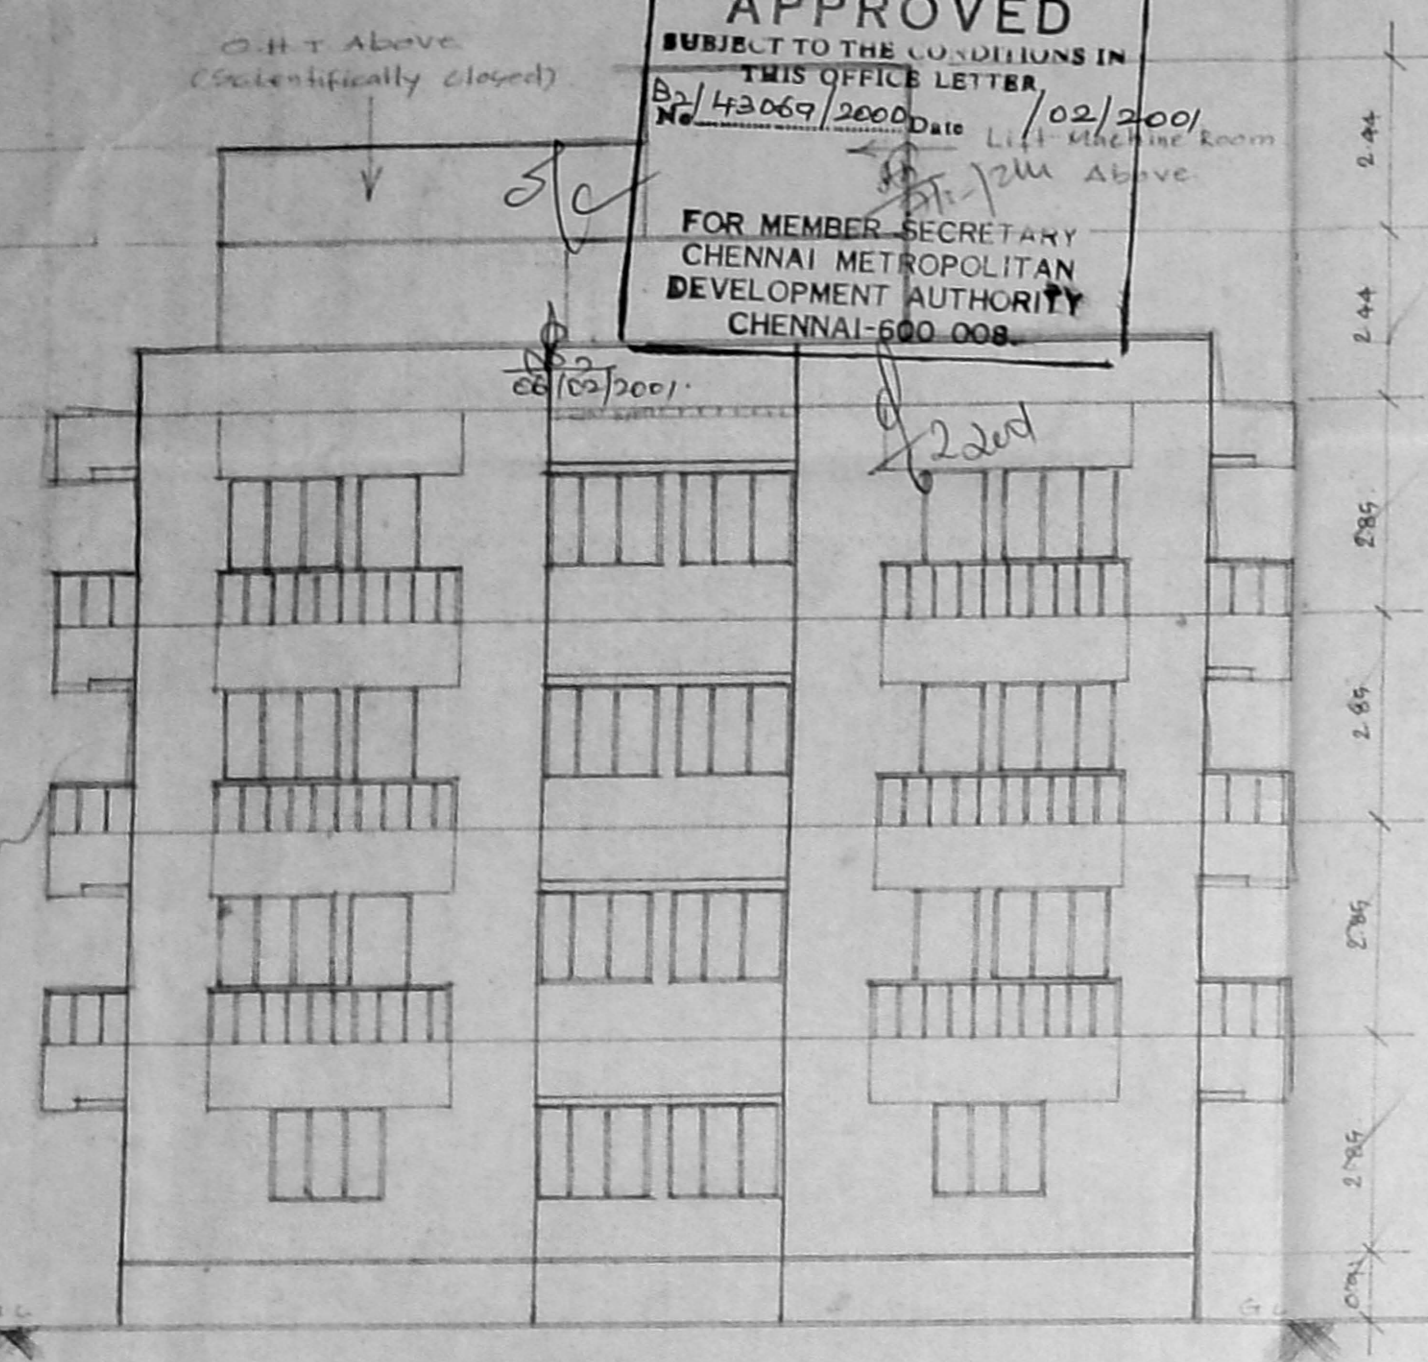 APPROVED
SUBJECT TO THE CONDITIONS IN
THIS OFFICE LETTER
B2/43069/2000 /02/2001
No. Date
O.H.T Above
(Scientifically Closed)
Lift Machine Room
Above
FOR MEMBER SECRETARY
CHENNAI METROPOLITAN
DEVELOPMENT AUTHORITY
CHENNAI-600 008.
06/02/2001.
2.44
2.44
2.85
2.85
2.85
2.85
GL